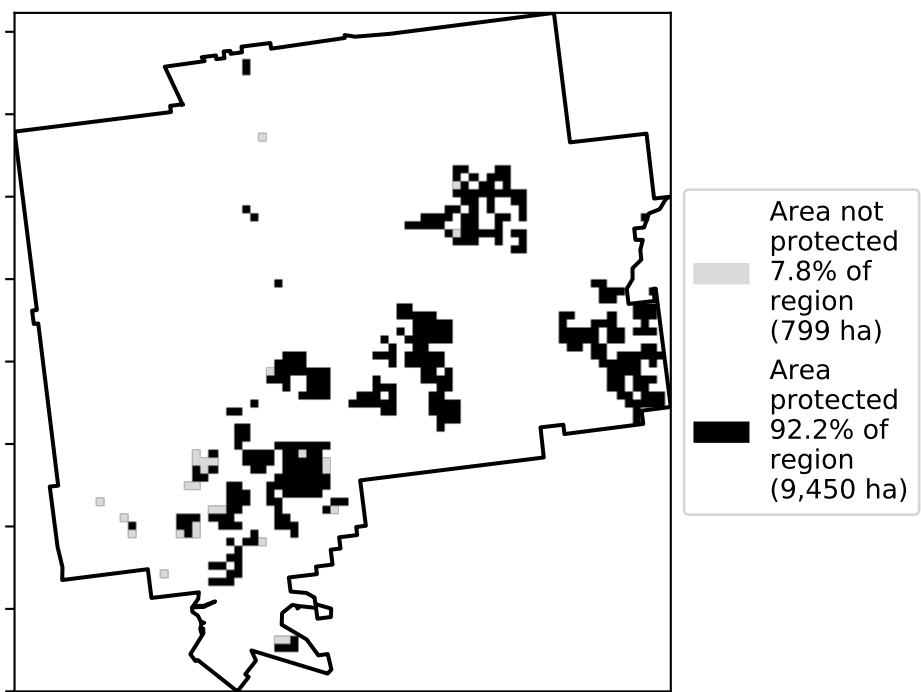 Area not
protected
7.8% of
region
(799 ha)
Area
protected
92.2% of
region
(9,450 ha)